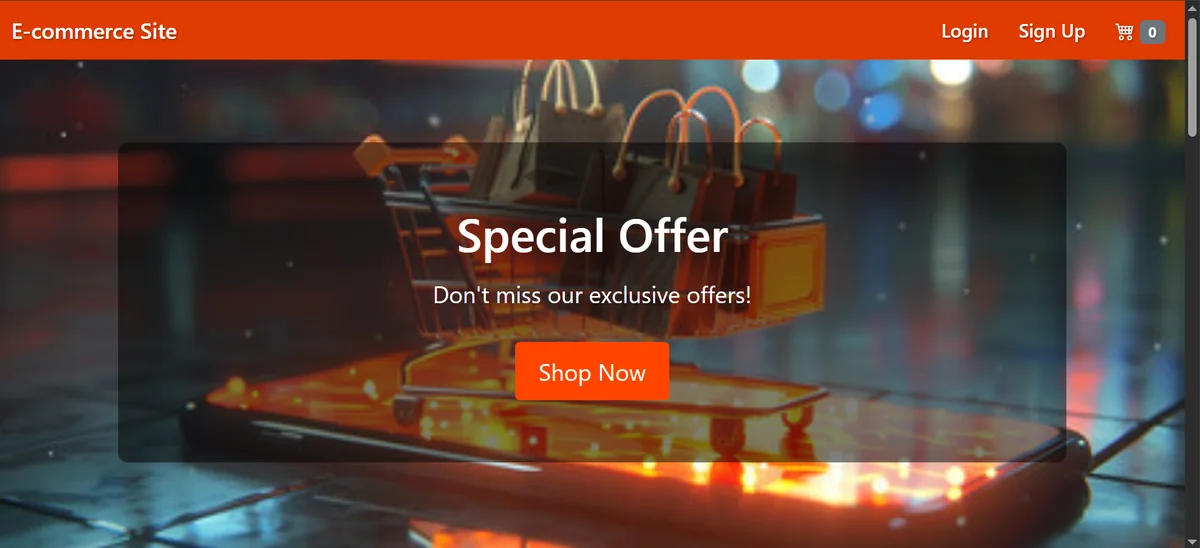 E-commerce Site
Login Sign Up 0
Special Offer
Don't miss our exclusive offers!
Shop Now